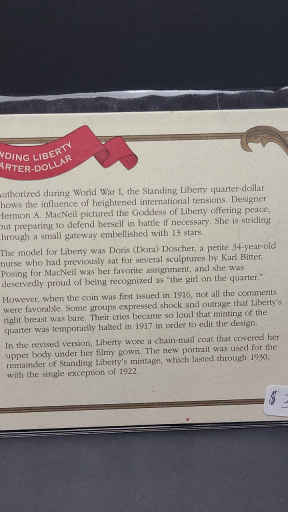 NDING LIBERTY
ARTER-DOLLAR
uthorized during World War I, the Standing Liberty quarter-dollar
hows the influence of heightened international tensions. Designer
Hermon A. MacNeil pictured the Goddess of Liberty offering peace,
but preparing to defend herself in battle if necessary. She is striding
through a small gateway embellished with 13 stars.
The model for Liberty was Doris (Dora) Doscher, a petite 34-year-old
nurse who had previously sat for several sculptures by Karl Bitter.
Posing for MacNeil was her favorite assignment, and she was
deservedly proud of being recognized as "the girl on the quarter."
However, when the coin was first issued in 1916, not all the comments
were favorable. Some groups expressed shock and outrage that Liberty's
right breast was bare. Their cries became so loud that minting of the
quarter was temporarily halted in 1917 in order to edit the design.
In the revised version, Liberty wore a chain-mail coat that covered her
upper body under her filmy gown. The new portrait was used for the
remainder of Standing Liberty's mintage, which lasted through 1930,
with the single exception of 1922.
$